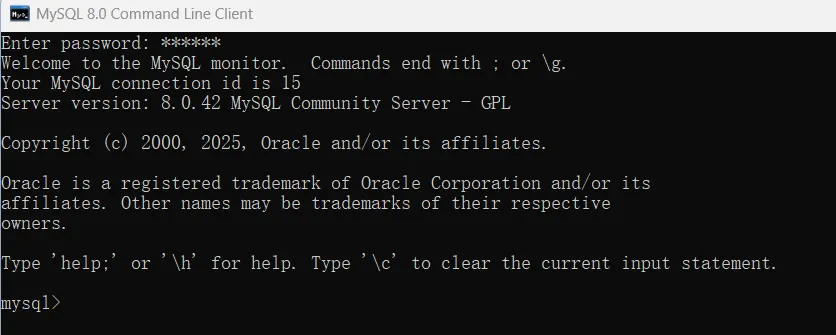 MySQL 8.0 Command Line Client
Enter password: ******
Welcome to the MySQL monitor.  Commands end with ; or \g.
Your MySQL connection id is 15
Server version: 8.0.42 MySQL Community Server - GPL
Copyright (c) 2000, 2025, Oracle and/or its affiliates.
Oracle is a registered trademark of Oracle Corporation and/or its
affiliates. Other names may be trademarks of their respective
owners.
Type 'help;' or '\h' for help. Type '\c' to clear the current input statement.
mysql>